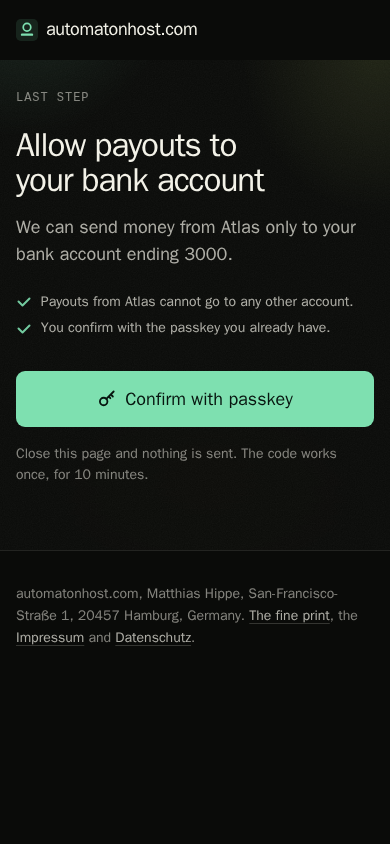 automatonhost.com
LAST STEP
Allow payouts to
your bank account
We can send money from Atlas only to your
bank account ending 3000.
Payouts from Atlas cannot go to any other account.
You confirm with the passkey you already have.
Confirm with passkey
Close this page and nothing is sent. The code works
once, for 10 minutes.
automatonhost.com, Matthias Hippe, San-Francisco-
Straße 1, 20457 Hamburg, Germany. The fine print, the
Impressum and Datenschutz.